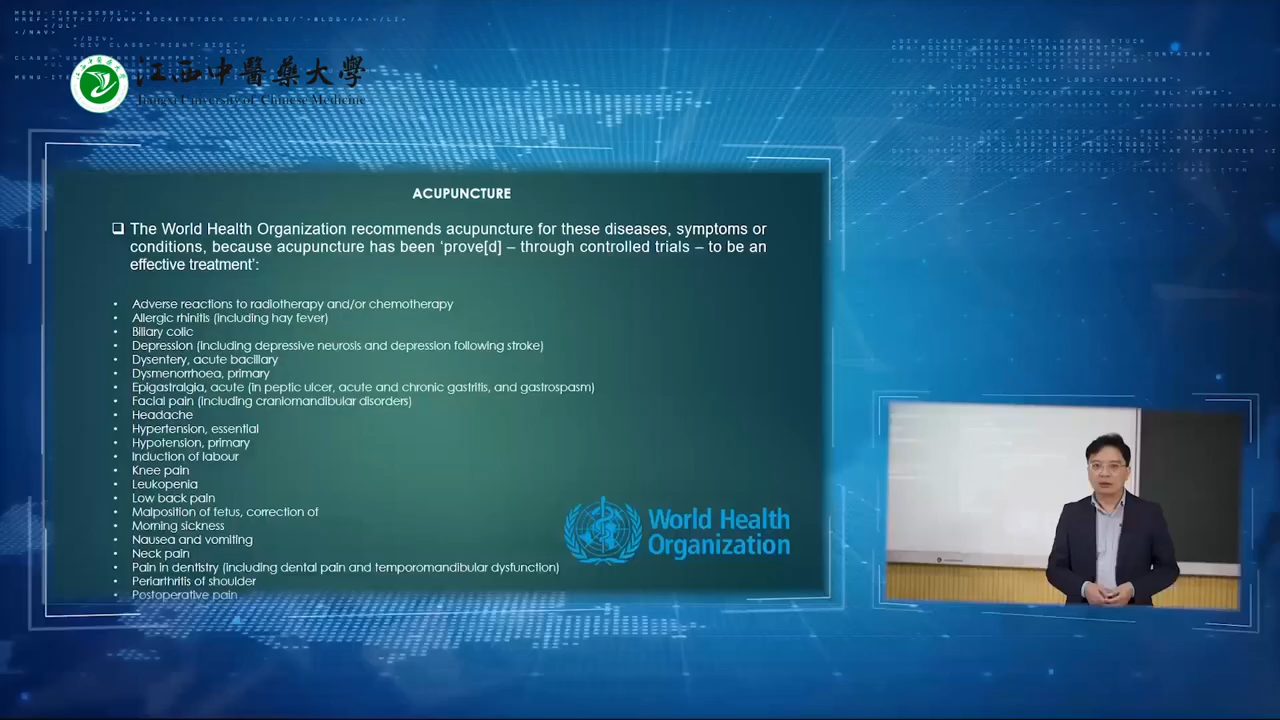 江西中醫藥大學
Jiangxi University of Chinese Medicine
ACUPUNCTURE
❑ The World Health Organization recommends acupuncture for these diseases, symptoms or
conditions, because acupuncture has been ‘prove[d] – through controlled trials – to be an
effective treatment’:
• Adverse reactions to radiotherapy and/or chemotherapy
• Allergic rhinitis (including hay fever)
• Biliary colic
• Depression (including depressive neurosis and depression following stroke)
• Dysentery, acute bacillary
• Dysmenorrhoea, primary
• Epigastralgia, acute (in peptic ulcer, acute and chronic gastritis, and gastrospasm)
• Facial pain (including craniomandibular disorders)
• Headache
• Hypertension, essential
• Hypotension, primary
• Induction of labour
• Knee pain
• Leukopenia
• Low back pain
• Malposition of fetus, correction of
• Morning sickness
• Nausea and vomiting
• Neck pain
• Pain in dentistry (including dental pain and temporomandibular dysfunction)
• Periarthritis of shoulder
• Postoperative pain
World Health
Organization